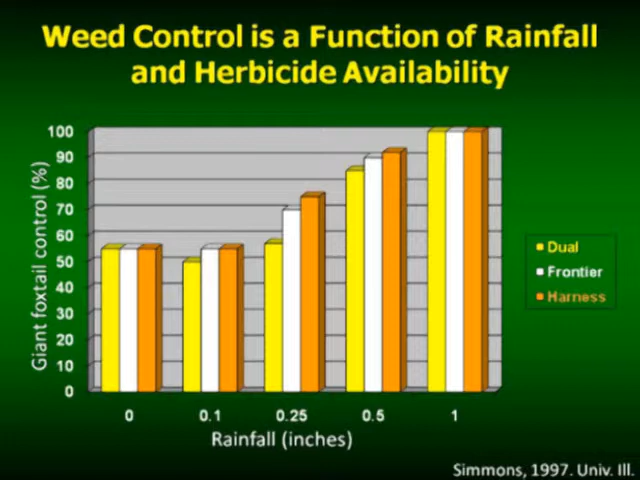 Weed Control is a Function of Rainfall
and Herbicide Availability
Giant foxtail control (%)
100
90
80
70
60
50
40
30
20
10
0
0 0.1 0.25 0.5 1
Rainfall (inches)
Dual
Frontier
Harness
Simmons, 1997. Univ. Ill.